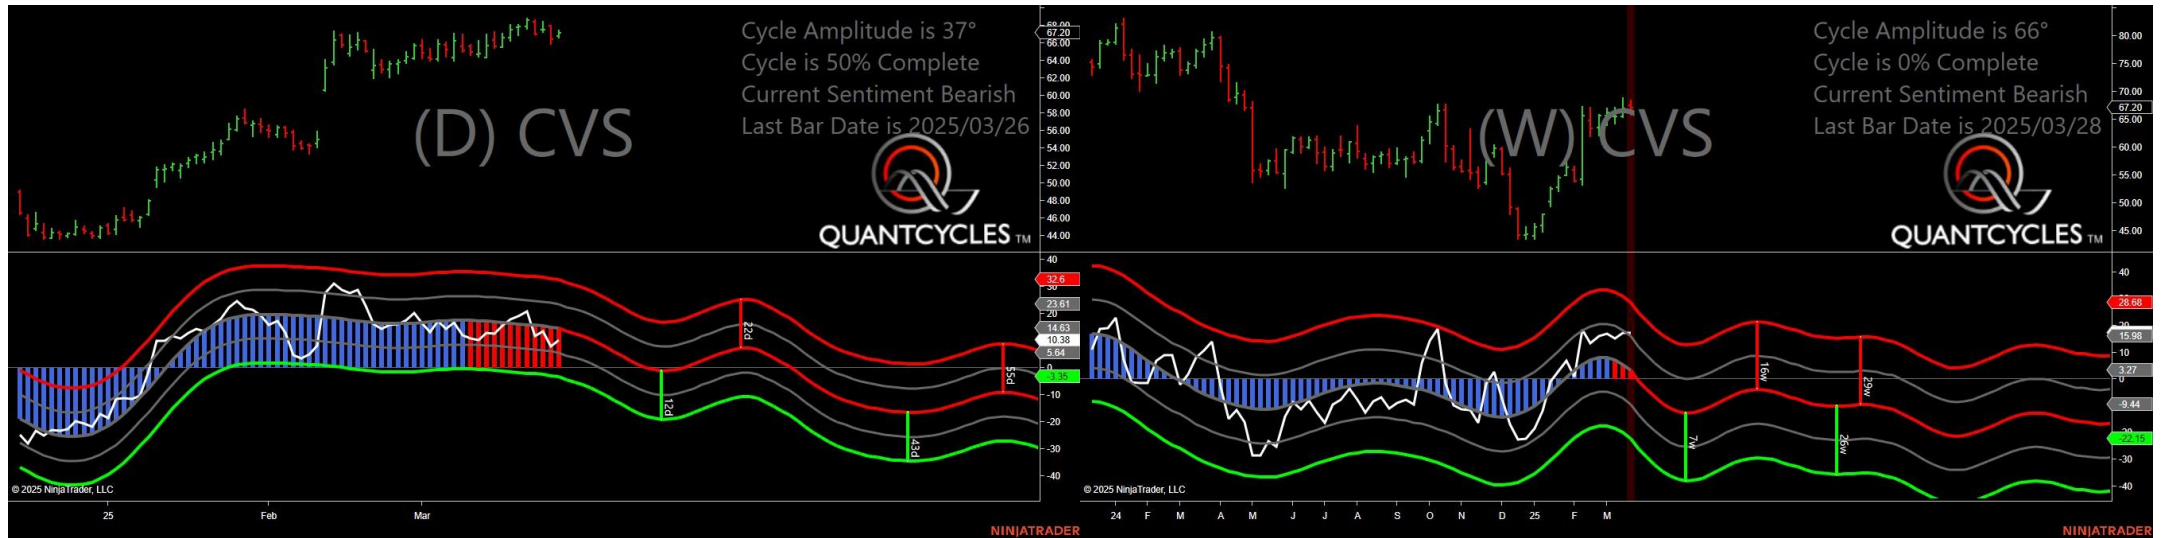 Cycle Amplitude is 37°
Cycle is 50% Complete
Current Sentiment Bearish
Last Bar Date is 2025/03/26
(D) CVS
QUANTCYCLES TM
68.00
67.20
66.00
64.00
62.00
60.00
58.00
56.00
54.00
52.00
50.00
48.00
46.00
44.00
40
32.6
23.61
14.63
10.38
5.64
0
-3.35
-10
-20
-30
-40
12d
22d
43d
55d
© 2025 NinjaTrader, LLC
25
Feb
Mar
NINJATRADER
Cycle Amplitude is 66°
Cycle is 0% Complete
Current Sentiment Bearish
Last Bar Date is 2025/03/28
(W) CVS
QUANTCYCLES TM
80.00
75.00
70.00
67.20
65.00
60.00
55.00
50.00
45.00
40
28.68
15.98
10
3.27
0
-9.44
-22.15
-30
-40
7w
16w
26w
29w
© 2025 NinjaTrader, LLC
24 F M A M J J A S O N D 25 F M
NINJATRADER